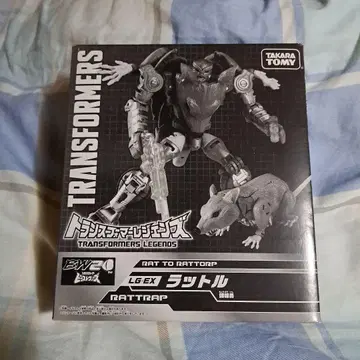 TRANSFORMERS
TAKARA
TOMY
トランスフォーマーレジェンズ
TRANSFORMERS LEGENDS
BW20
RAT TO RATTORP
LG-EX ラットル
RATTRAP